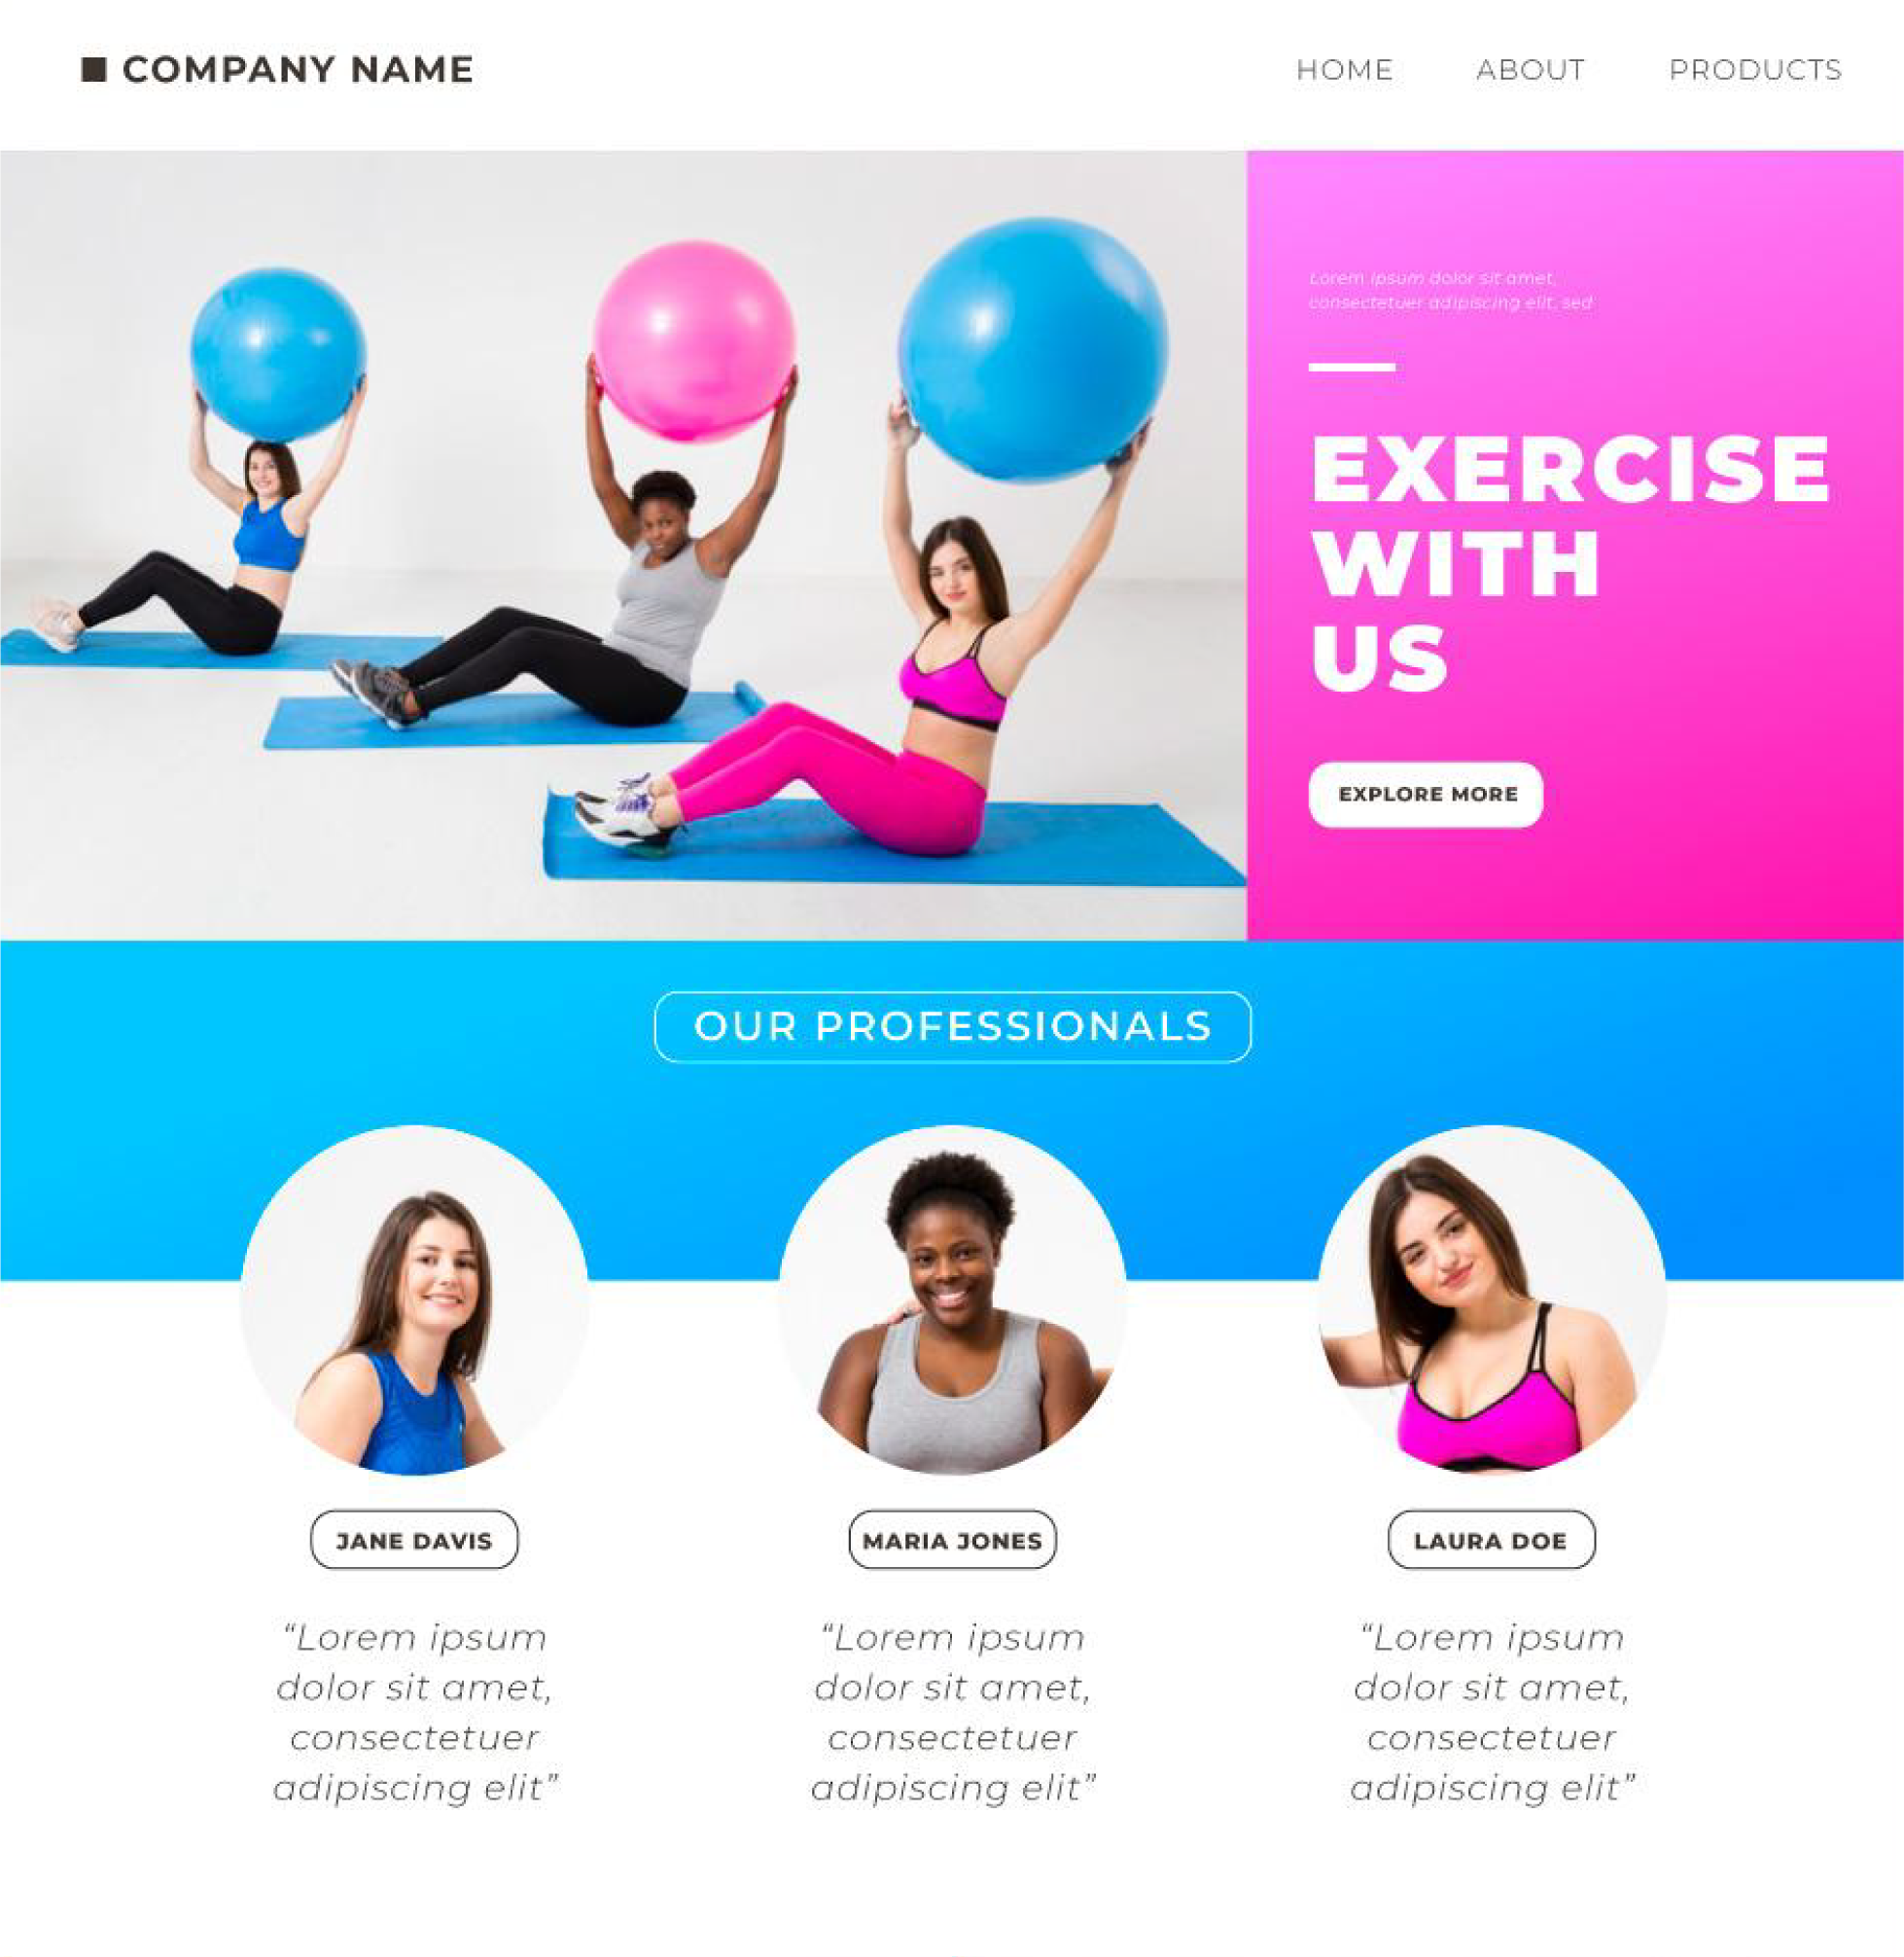 COMPANY NAME
HOME ABOUT PRODUCTS
Lorem ipsum dolor sit amet,
consectetuer adipiscing elit, sed
EXERCISE
WITH
US
EXPLORE MORE
OUR PROFESSIONALS
JANE DAVIS
“Lorem ipsum
dolor sit amet,
consectetuer
adipiscing elit”
MARIA JONES
“Lorem ipsum
dolor sit amet,
consectetuer
adipiscing elit”
LAURA DOE
“Lorem ipsum
dolor sit amet,
consectetuer
adipiscing elit”